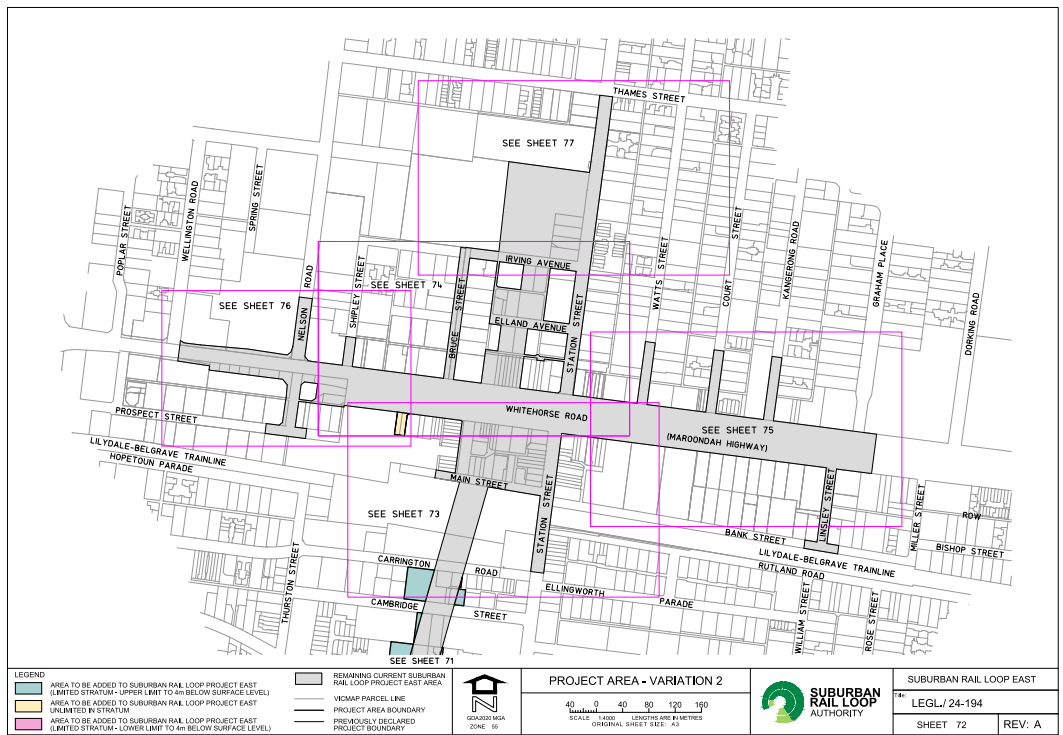 THAMES STREET
SEE SHEET 77
POPLAR STREET
WELLINGTON ROAD
SPRING STREET
NELSON
ROAD
SHIPLEY STREET
SEE SHEET 74
SEE SHEET 76
BRUCE
STREET
IRVING AVENUE
ELLAND AVENUE
STATION STREET
WATTS STREET
COURT
STREET
KANGERONG ROAD
GRAHAM PLACE
DORKING ROAD
WHITEHORSE ROAD
SEE SHEET 75
(MAROONDAH HIGHWAY)
PROSPECT STREET
LILYDALE-BELGRAVE TRAINLINE
HOPETOUN PARADE
MAIN STREET
SEE SHEET 73
STATION STREET
THURSTON STREET
CARRINGTON
ROAD
CAMBRIDGE
STREET
ELLINGWORTH
PARADE
BANK STREET
LINSLEY STREET
MILLER STREET
ROW
BISHOP STREET
LILYDALE-BELGRAVE TRAINLINE
RUTLAND ROAD
WILLIAM STREET
ROSE STREET
SEE SHEET 71
LEGEND
AREA TO BE ADDED TO SUBURBAN RAIL LOOP PROJECT EAST
(LIMITED STRATUM - UPPER LIMIT TO 4m BELOW SURFACE LEVEL)
AREA TO BE ADDED TO SUBURBAN RAIL LOOP PROJECT EAST
UNLIMITED IN STRATUM
AREA TO BE ADDED TO SUBURBAN RAIL LOOP PROJECT EAST
(LIMITED STRATUM - LOWER LIMIT TO 4m BELOW SURFACE LEVEL)
REMAINING CURRENT SUBURBAN
RAIL LOOP PROJECT EAST AREA
VICMAP PARCEL LINE
PROJECT AREA BOUNDARY
PREVIOUSLY DECLARED
PROJECT BOUNDARY
GDA2020 MGA
ZONE 55
PROJECT AREA - VARIATION 2
40 0 40 80 120 160
SCALE 1:4000 LENGTHS ARE IN METRES
ORIGINAL SHEET SIZE: A3
SUBURBAN
RAIL LOOP
AUTHORITY
SUBURBAN RAIL LOOP EAST
Title:
LEGL./ 24-194
SHEET 72
REV: A